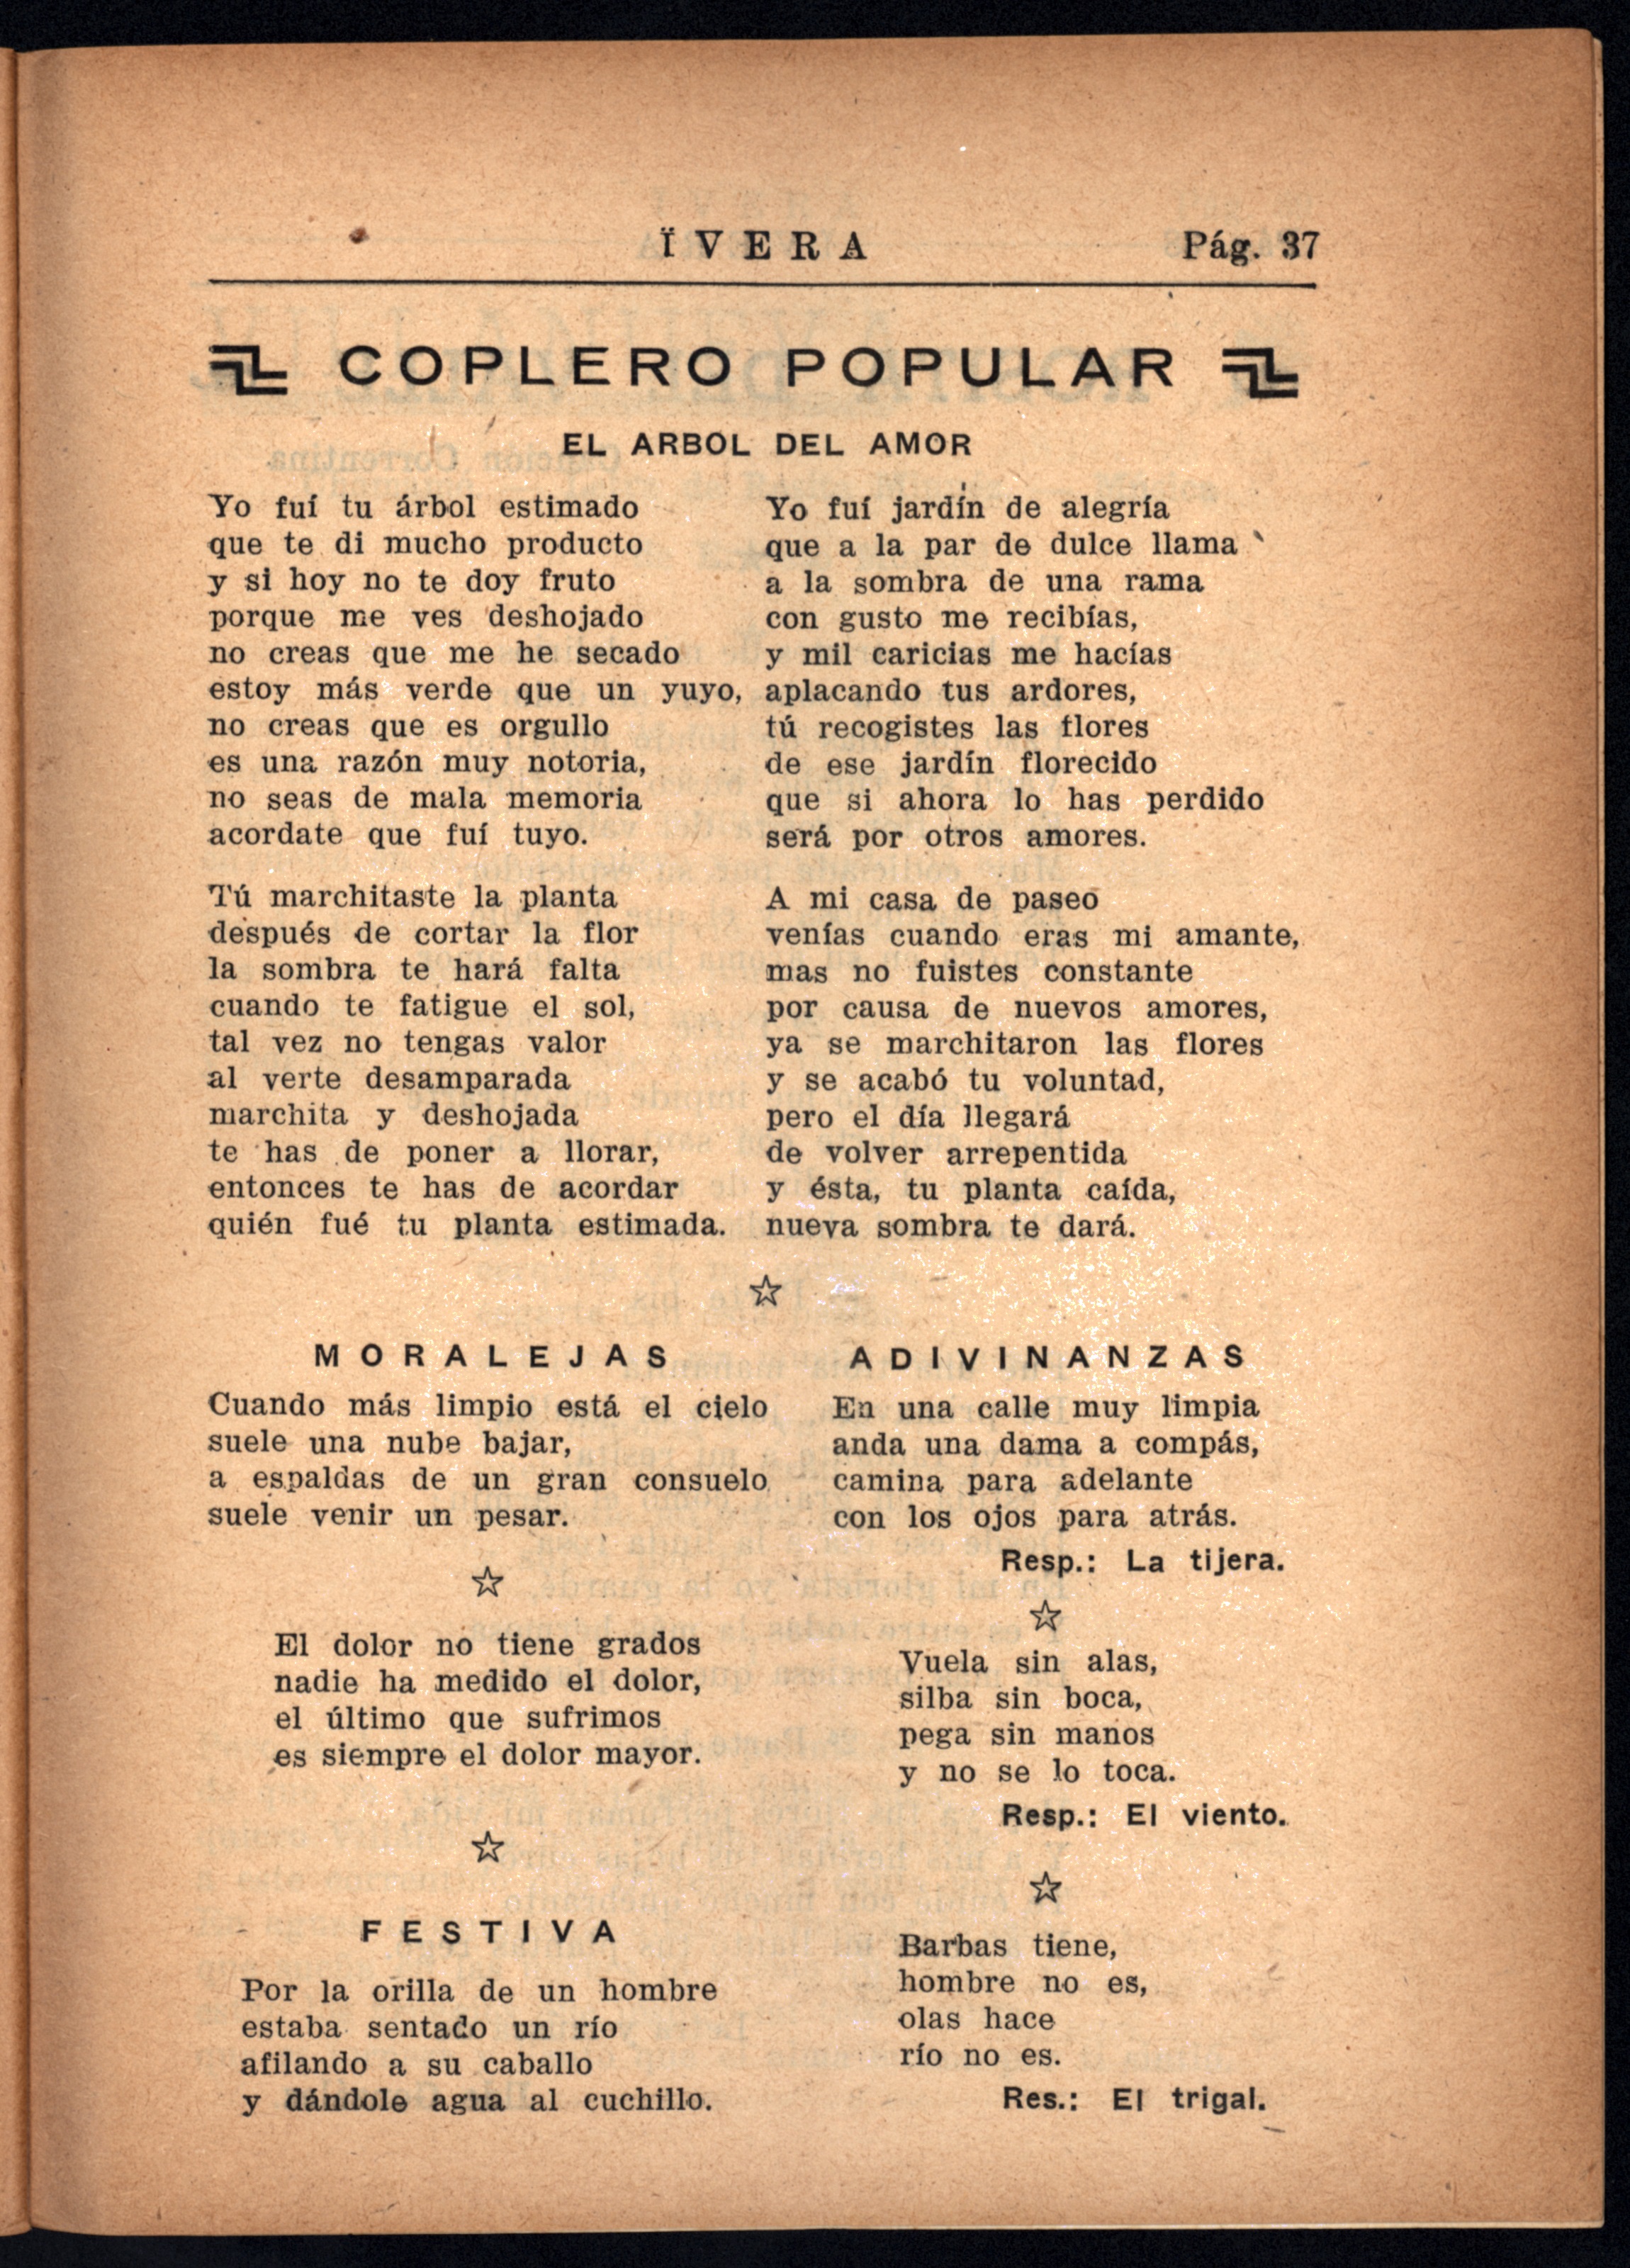 ÏVERA Pág. 37
COPLERO POPULAR
EL ARBOL DEL AMOR
Yo fuí tu árbol estimado
que te di mucho producto
y si hoy no te doy fruto
porque me ves deshojado
no creas que me he secado
estoy más verde que un yuyo,
no creas que es orgullo
es una razón muy notoria,
no seas de mala memoria
acordate que fuí tuyo.
Tú marchitaste la planta
después de cortar la flor
la sombra te hará falta
cuando te fatigue el sol,
tal vez no tengas valor
al verte desamparada
marchita y deshojada
te has de poner a llorar,
entonces te has de acordar
quién fué tu planta estimada.
Yo fuí jardín de alegría
que a la par de dulce llama
a la sombra de una rama
con gusto me recibías,
y mil caricias me hacías
aplacando tus ardores,
tú recogistes las flores
de ese jardín florecido
que si ahora lo has perdido
será por otros amores.
A mi casa de paseo
venías cuando eras mi amante,
mas no fuistes constante
por causa de nuevos amores,
ya se marchitaron las flores
y se acabó tu voluntad,
pero el día llegará
de volver arrepentida
y ésta, tu planta caída,
nueva sombra te dará.
MORALEJAS
Cuando más limpio está el cielo
suele una nube bajar,
a espaldas de un gran consuelo
suele venir un pesar.
El dolor no tiene grados
nadie ha medido el dolor,
el último que sufrimos
es siempre el dolor mayor.
FESTIVA
Por la orilla de un hombre
estaba sentado un río
afilando a su caballo
y dándole agua al cuchillo.
ADIVINANZAS
En una calle muy limpia
anda una dama a compás,
camina para adelante
con los ojos para atrás.
Resp.: La tijera.
Vuela sin alas,
silba sin boca,
pega sin manos
y no se lo toca.
Resp.: El viento.
Barbas tiene,
hombre no es,
olas hace
río no es.
Res.: El trigal.